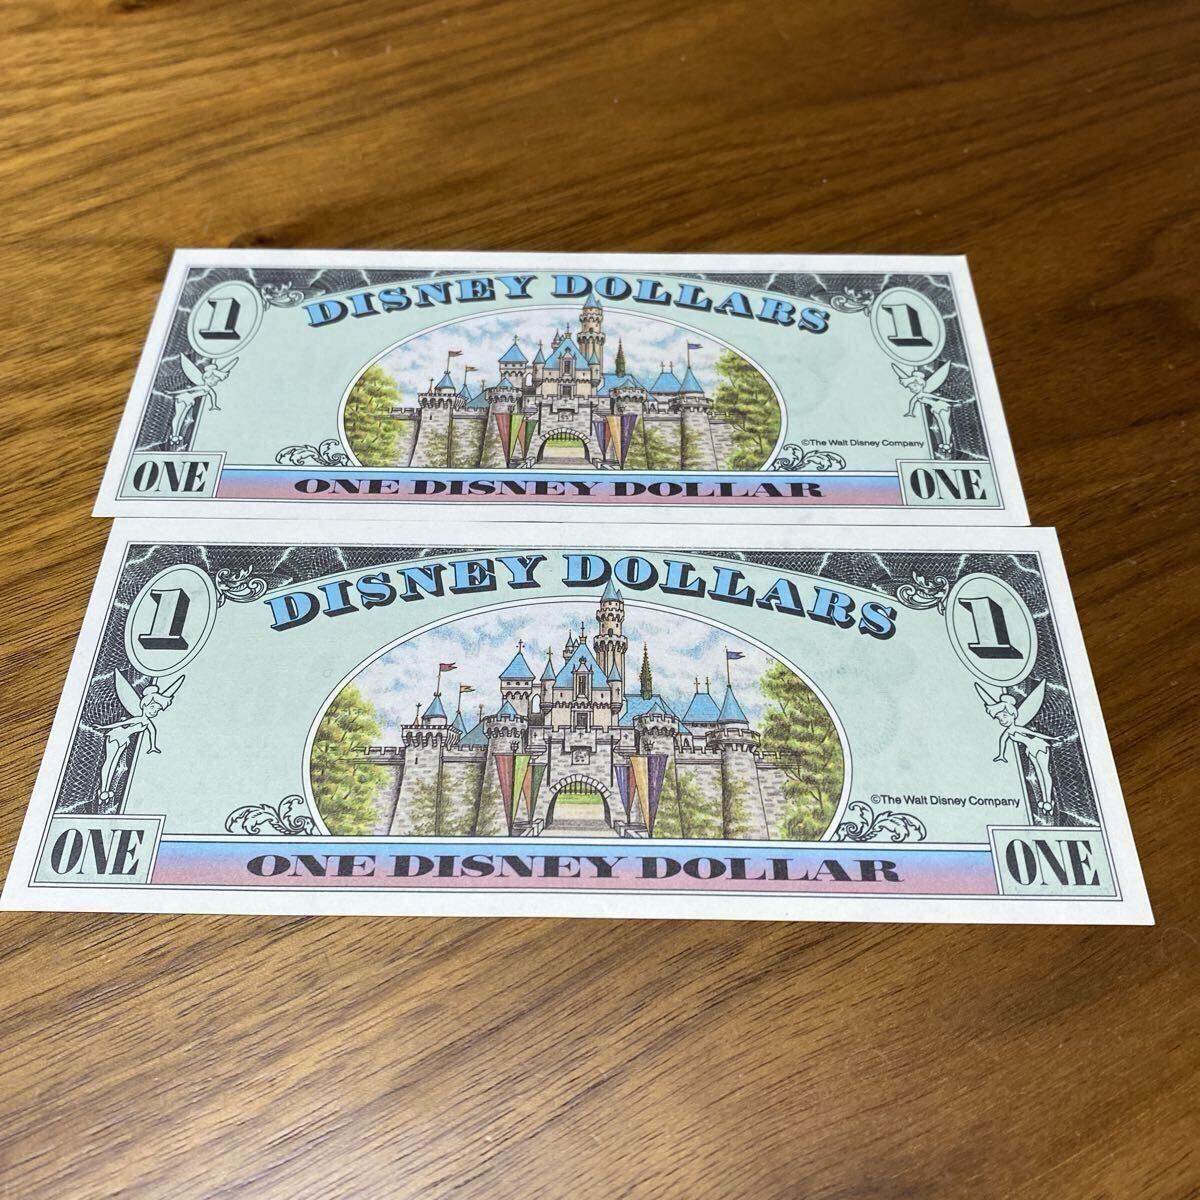 DISNEY DOLLARS
1 1
©The Walt Disney Company
ONE ONE DISNEY DOLLAR ONE
DISNEY DOLLARS
1 1
©The Walt Disney Company
ONE ONE DISNEY DOLLAR ONE